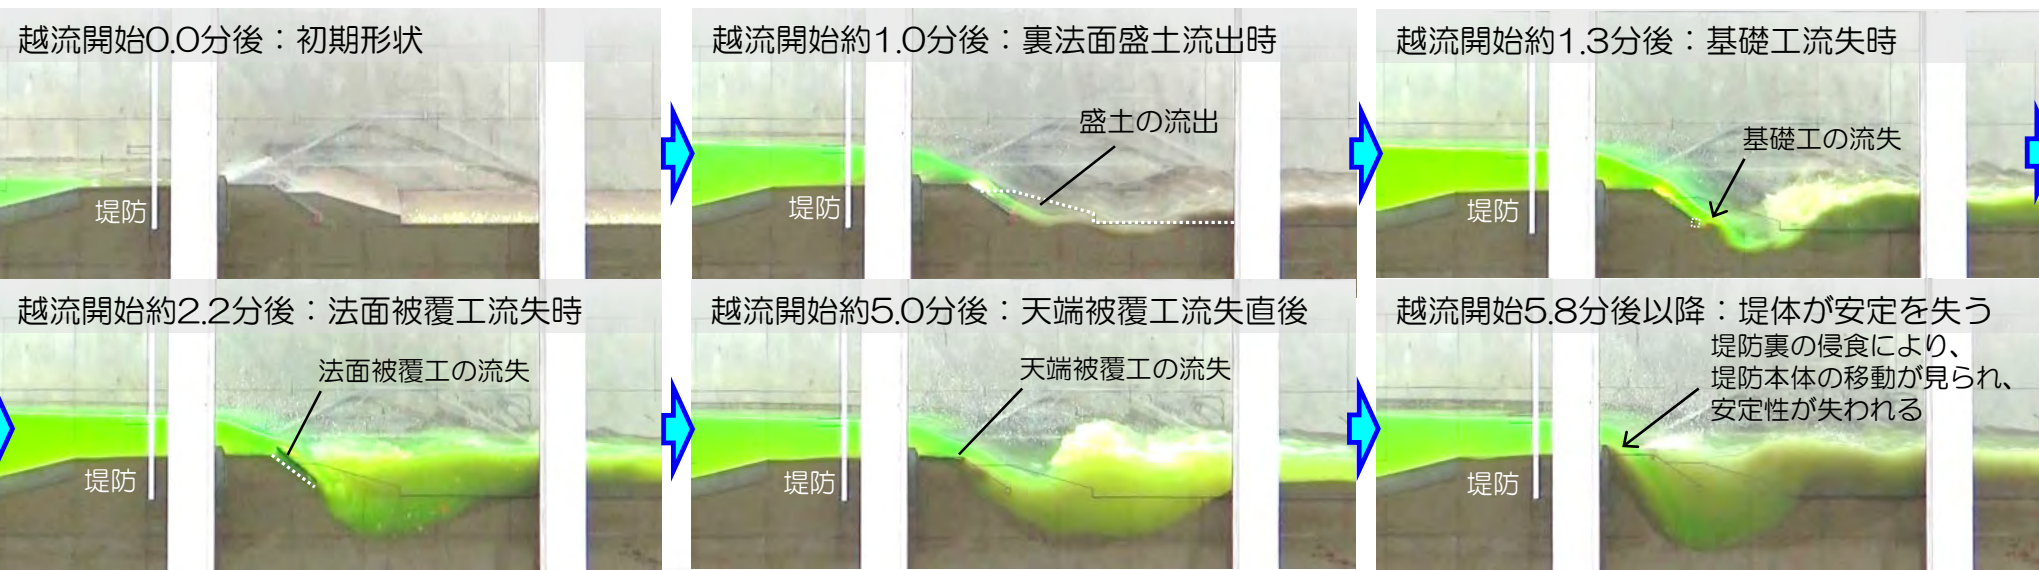 越流開始0.0分後：初期形状
堤防
越流開始約1.0分後：裏法面盛土流出時
盛土の流出
堤防
越流開始約1.3分後：基礎工流失時
基礎工の流失
堤防
越流開始約2.2分後：法面被覆工流失時
法面被覆工の流失
堤防
越流開始約5.0分後：天端被覆工流失直後
天端被覆工の流失
堤防
越流開始5.8分後以降：堤体が安定を失う
堤防裏の侵食により、
堤防本体の移動が見られ、
安定性が失われる
堤防